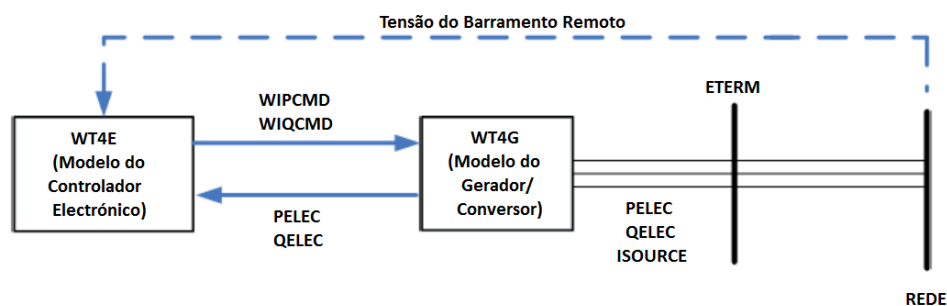 Tensão do Barramento Remoto
WT4E
(Modelo do
Controlador
Electrónico)
WIPCMD
WIQCMD
PELEC
QELEC
WT4G
(Modelo do
Gerador/
Conversor)
ETERM
PELEC
QELEC
ISOURCE
REDE